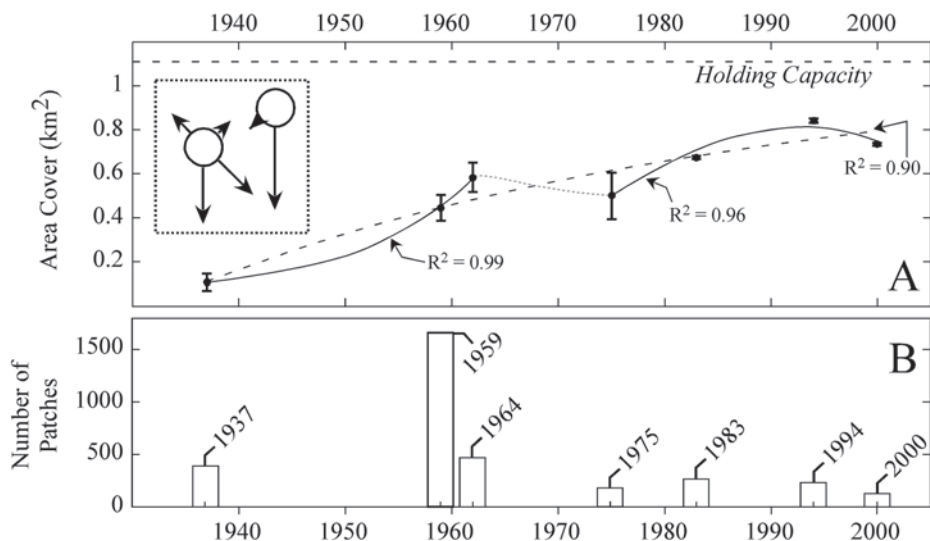 1940 1950 1960 1970 1980 1990 2000
Holding Capacity
1
0.8
0.6
0.4
0.2
Area Cover (km²)
R² = 0.90
R² = 0.96
R² = 0.99
A
B
1500
1000
500
0
Number of
Patches
1937
1959
1964
1975
1983
1994
2000
1940 1950 1960 1970 1980 1990 2000